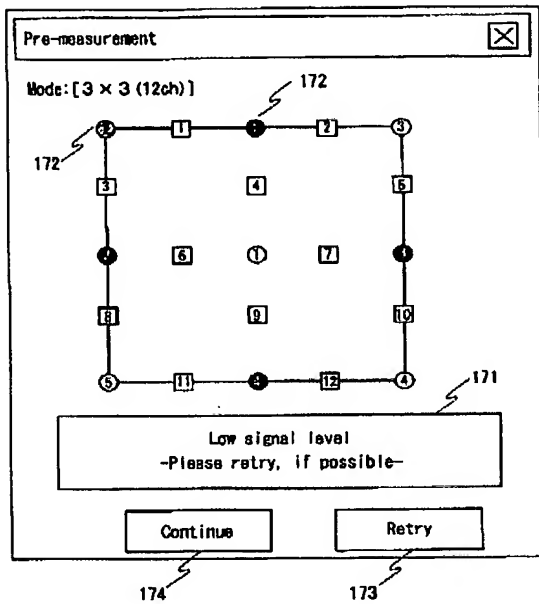 Pre-measurement
Mode:[3 × 3 (12ch)]
172
172
1 2 3
3 4 5
6 1 7
8 9 10
5 11 12 4
171
Low signal level
-Please retry, if possible-
Continue Retry
174 173